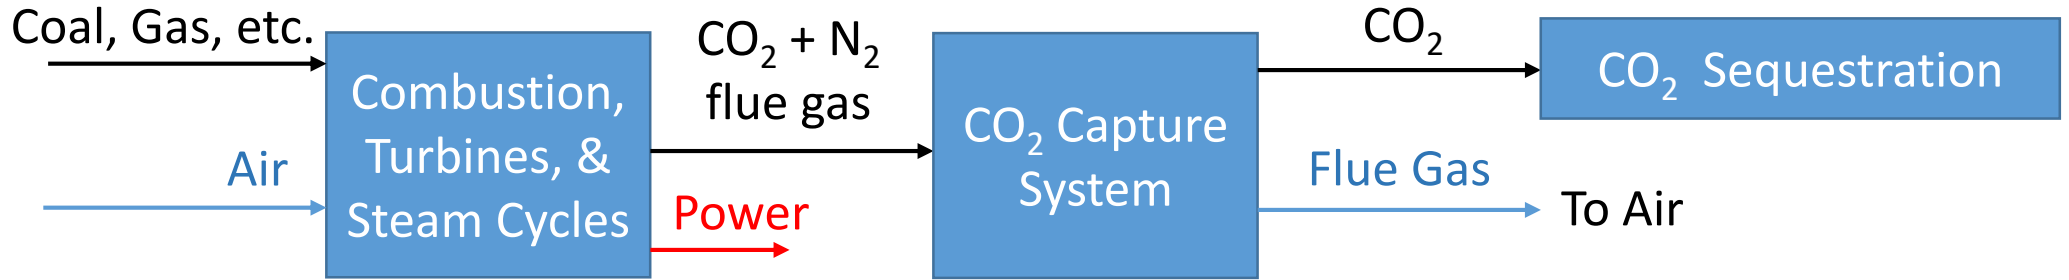 Coal, Gas, etc.
Air
Combustion,
Turbines, &
Steam Cycles
CO₂ + N₂
flue gas
Power
CO₂ Capture
System
CO₂
Flue Gas
CO₂ Sequestration
To Air